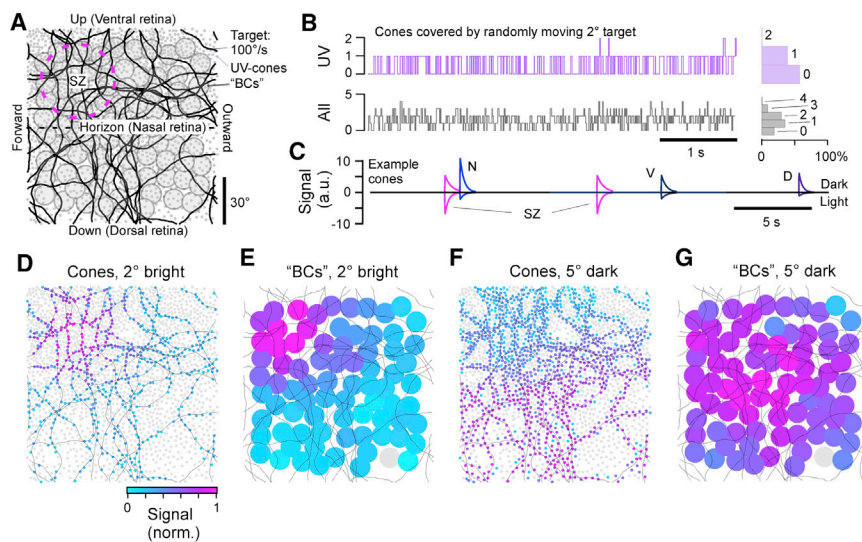 A
Up (Ventral retina)
Target:
100°/s
UV-cones
"BCs"
SZ
Forward
Outward
Horizon (Nasal retina)
30°
Down (Dorsal retina)
B
Cones covered by randomly moving 2° target
UV
2
1
0
All
5
0
1 s
2
1
0
4
3
2
1
0
0
100%
C
Signal
(a.u.)
10
0
-10
Example
cones
N
SZ
V
D
Dark
Light
5 s
D
Cones, 2° bright
0
1
Signal
(norm.)
E
"BCs", 2° bright
F
Cones, 5° dark
G
"BCs", 5° dark